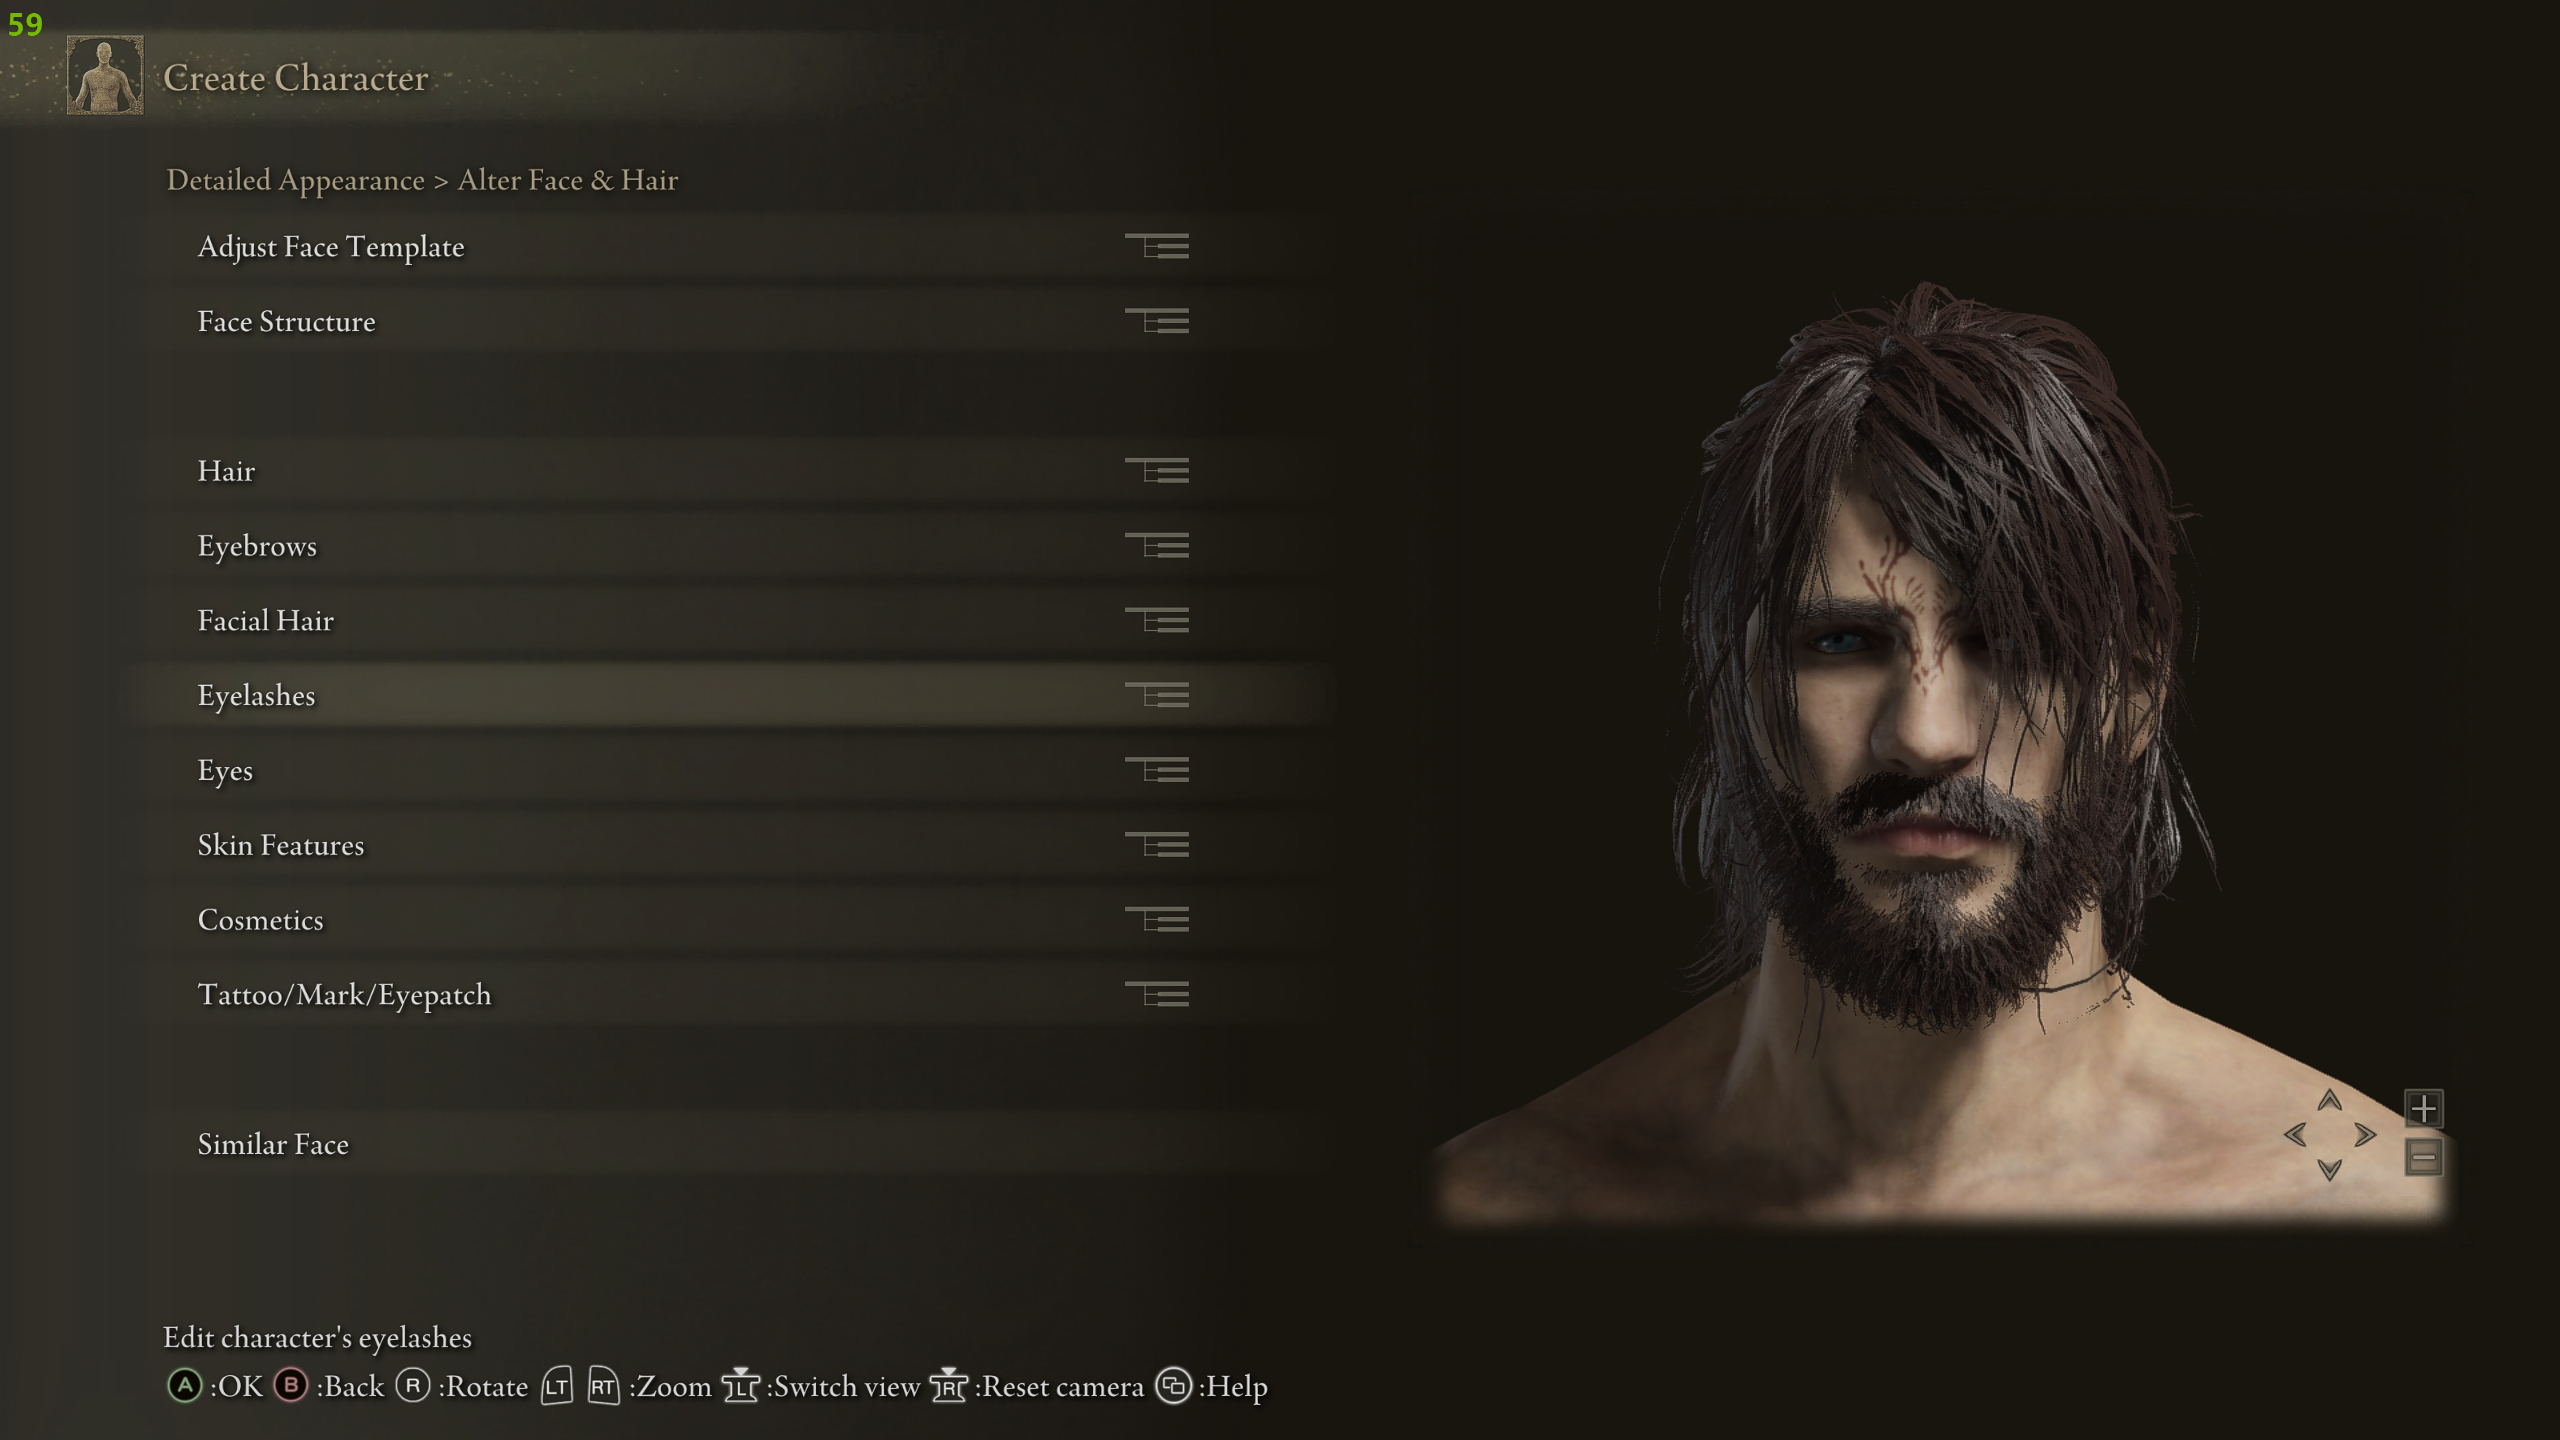 59
Create Character
Detailed Appearance > Alter Face & Hair
Adjust Face Template
Face Structure
Hair
Eyebrows
Facial Hair
Eyelashes
Eyes
Skin Features
Cosmetics
Tattoo/Mark/Eyepatch
Similar Face
Edit character's eyelashes
A :OK B :Back R :Rotate LT RT :Zoom L :Switch view R :Reset camera :Help